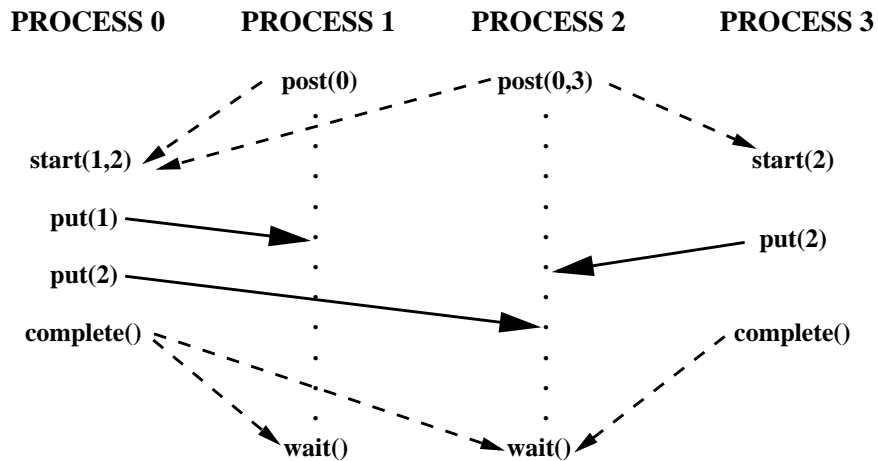 PROCESS 0 PROCESS 1 PROCESS 2 PROCESS 3
post(0) post(0,3)
start(1,2) start(2)
put(1)
put(2)
put(2)
complete() complete()
wait() wait()